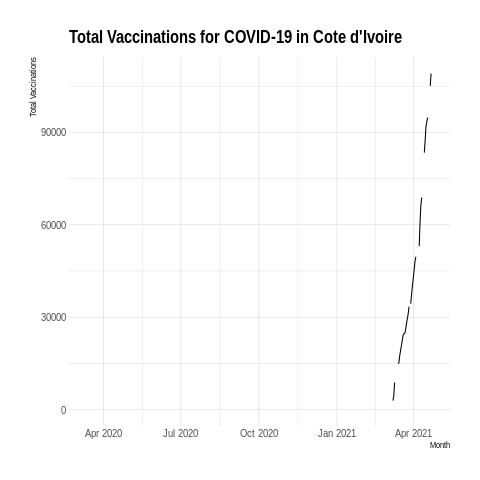 Total Vaccinations for COVID-19 in Cote d'Ivoire
Total Vaccinations
90000
60000
30000
0
Apr 2020 Jul 2020 Oct 2020 Jan 2021 Apr 2021
Month